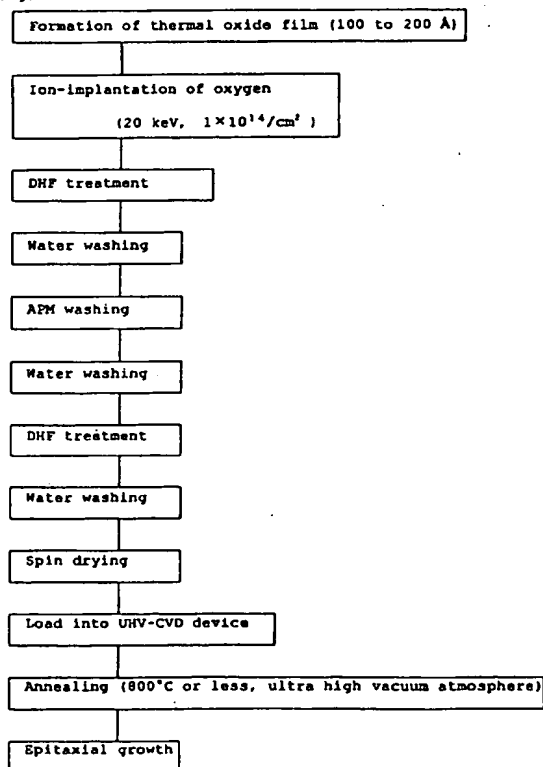 Formation of thermal oxide film (100 to 200 Å)
Ion-implantation of oxygen
(20 keV, 1×10¹⁴/cm² )
DHF treatment
Water washing
APM washing
Water washing
DHF treatment
Water washing
Spin drying
Load into UHV-CVD device
Annealing (800°C or less, ultra high vacuum atmosphere)
Epitaxial growth